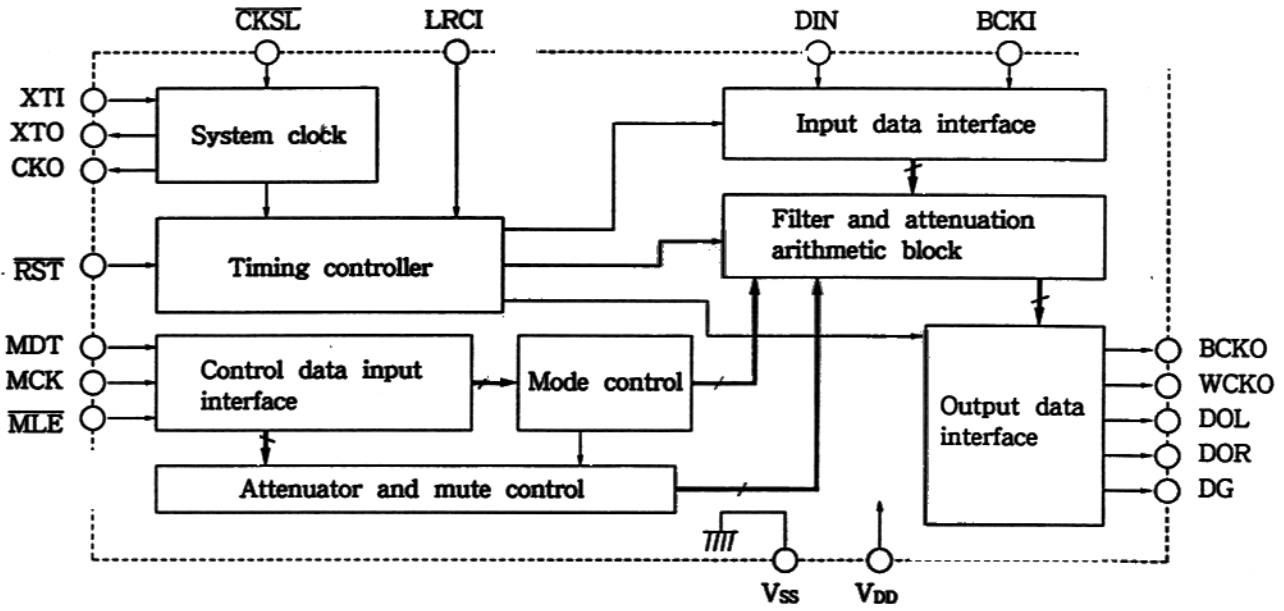 CKSL LRCI DIN BCKI
XTI
System clock
Input data interface
XTO
CKO
Filter and attenuation
arithmetic block
RST
Timing controller
MDT
Control data input
interface
Mode control
BCKO
MCK
WCKO
MLE
Output data
interface
DOL
DOR
Attenuator and mute control
DG
VSS VDD